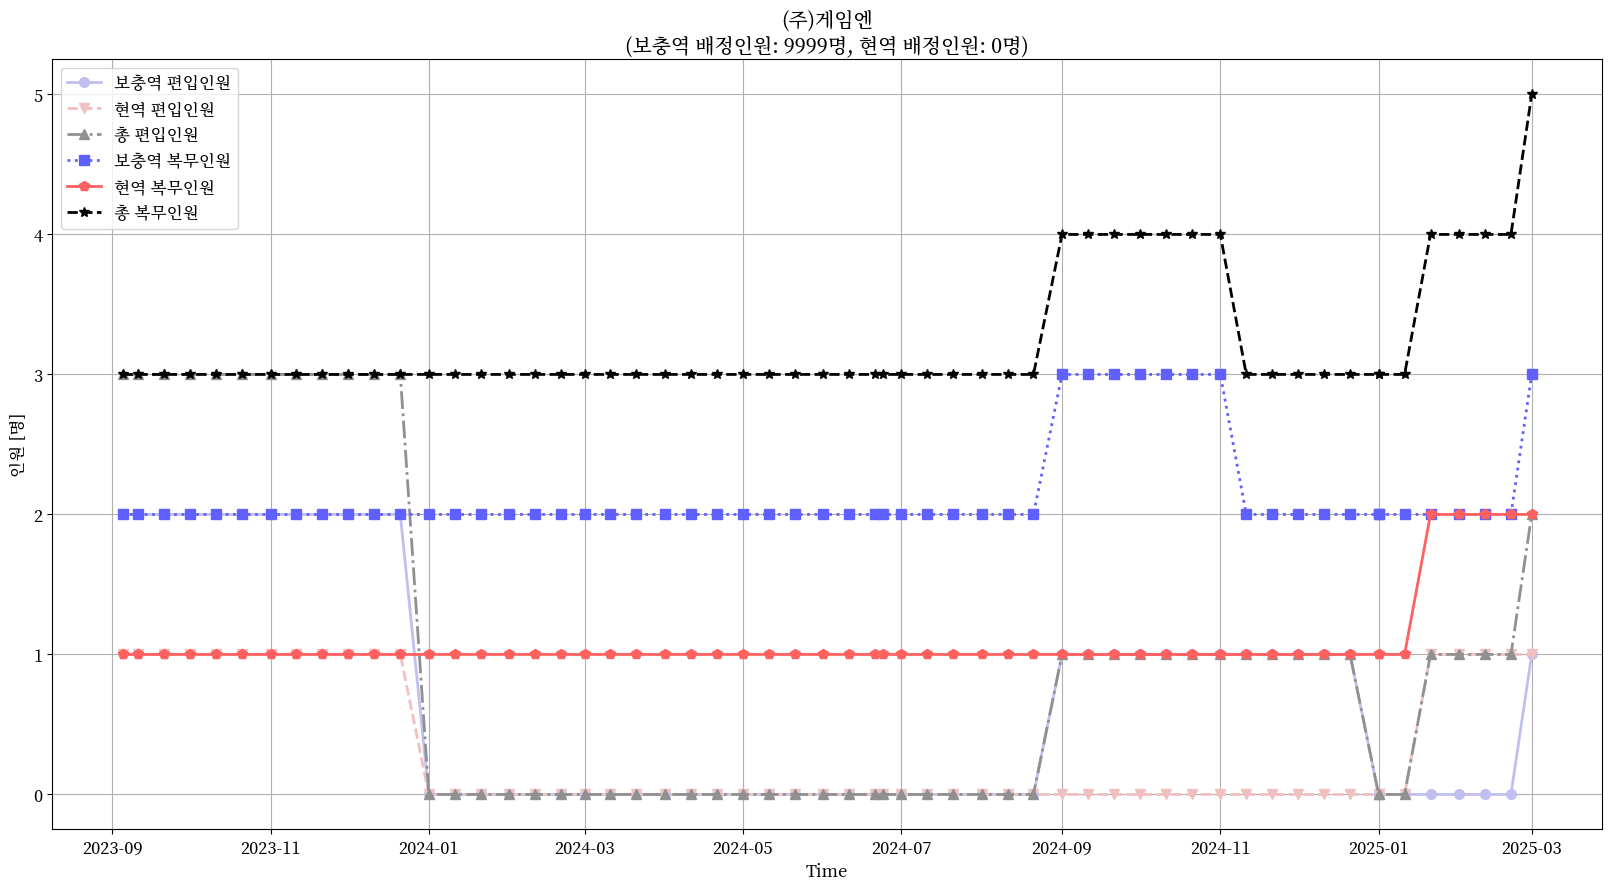 (주)게임엔
(보충역 배정인원: 9999명, 현역 배정인원: 0명)
보충역 편입인원
현역 편입인원
총 편입인원
보충역 복무인원
현역 복무인원
총 복무인원
5
4
3
2
1
0
인원 [명]
2023-09 2023-11 2024-01 2024-03 2024-05 2024-07 2024-09 2024-11 2025-01 2025-03
Time